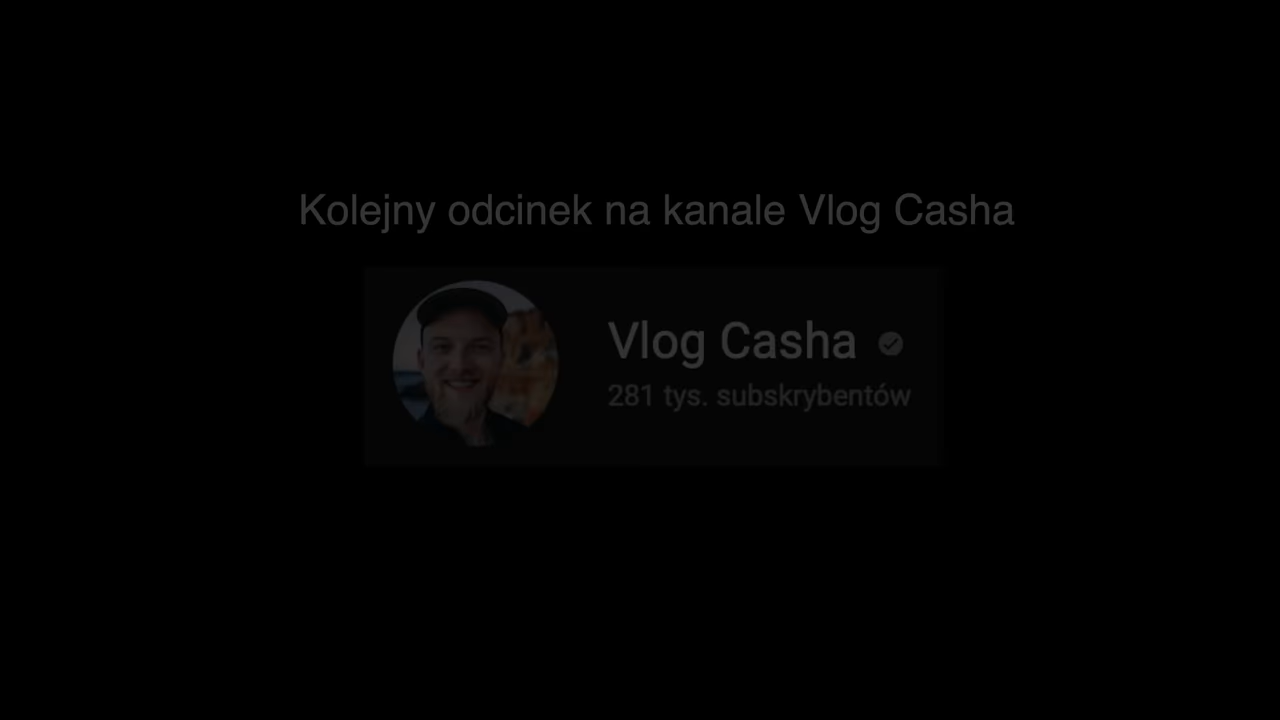 Kolejny odcinek na kanale Vlog Casha
Vlog Casha
281 tys. subskrybentów